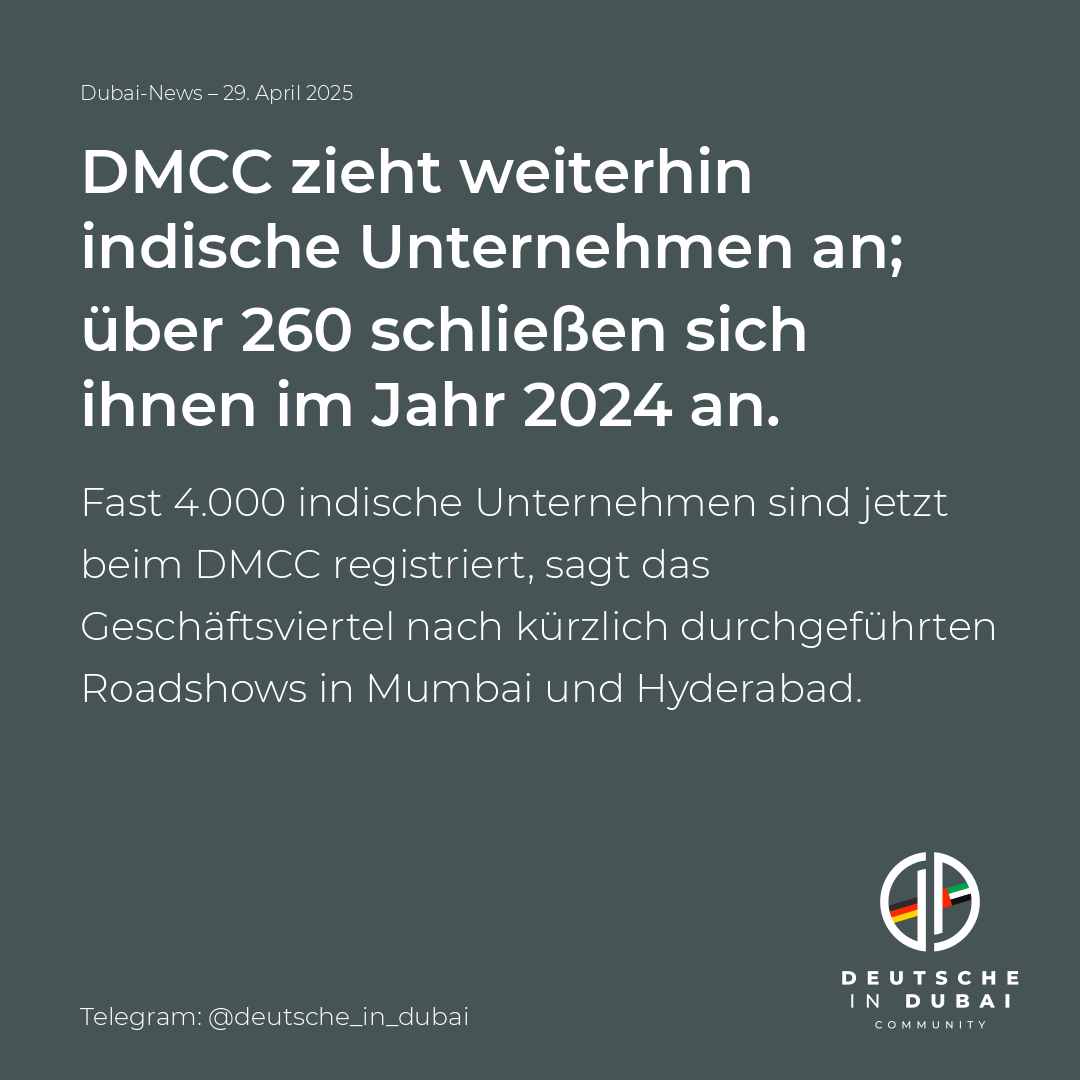 Dubai-News – 29. April 2025
DMCC zieht weiterhin
indische Unternehmen an;
über 260 schließen sich
ihnen im Jahr 2024 an.
Fast 4.000 indische Unternehmen sind jetzt
beim DMCC registriert, sagt das
Geschäftsviertel nach kürzlich durchgeführten
Roadshows in Mumbai und Hyderabad.
DEUTSCHE
IN DUBAI
COMMUNITY
Telegram: @deutsche_in_dubai